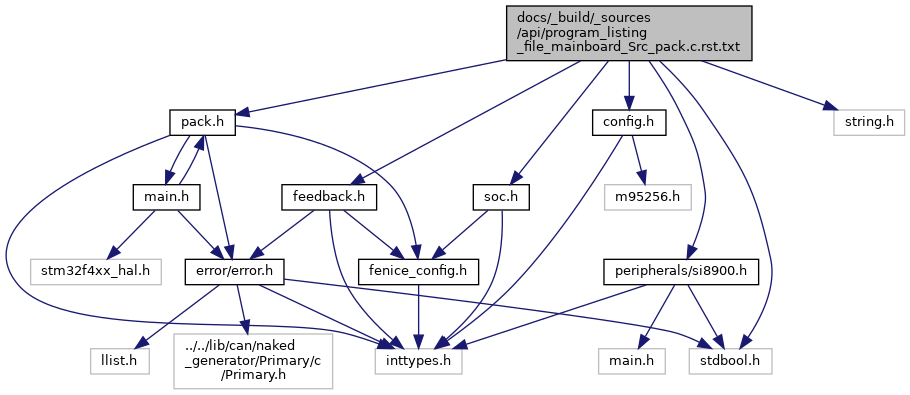 docs/_build/_sources
/api/program_listing
_file_mainboard_Src_pack.c.rst.txt
pack.h
config.h
string.h
main.h
feedback.h
soc.h
m95256.h
stm32f4xx_hal.h
error/error.h
fenice_config.h
peripherals/si8900.h
llist.h
../../lib/can/naked
_generator/Primary/c
/Primary.h
inttypes.h
main.h
stdbool.h